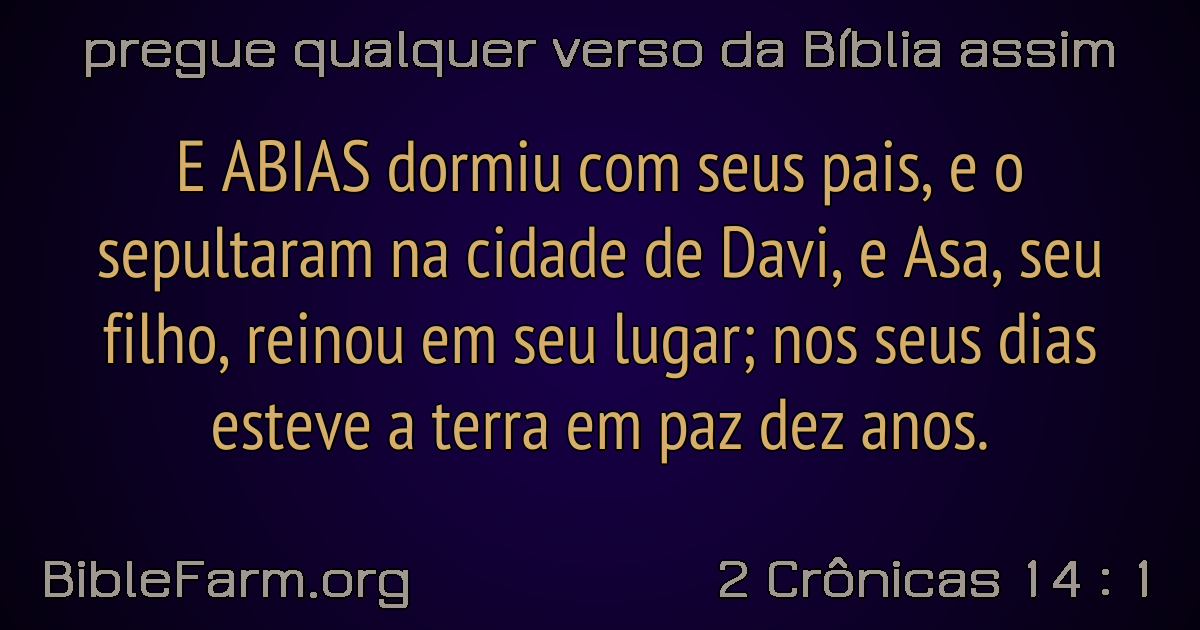 pregue qualquer verso da Bíblia assim
E ABIAS dormiu com seus pais, e o
sepultaram na cidade de Davi, e Asa, seu
filho, reinou em seu lugar; nos seus dias
esteve a terra em paz dez anos.
BibleFarm.org
2 Crônicas 14 : 1